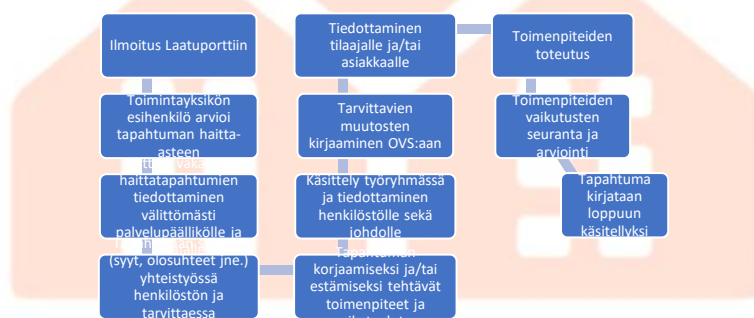 Ilmoitus Laatuporttiin
Toimintayksikön
esihenkilö arvioi
tapahtuman haitta-
asteen
haittatapahtumien
tiedottaminen
välittömästi
palvelupäällikölle ja
(syyt, olosuhteet jne.)
yhteistyössä
henkilöstön ja
tarvittaessa
Tapahtuman
korjaamiseksi ja/tai
estämiseksi tehtävät
toimenpiteet ja
Käsittely työryhmässä
ja tiedottaminen
henkilöstölle sekä
johdolle
Tarvittavien
muutosten
kirjaaminen OVS:aan
Tiedottaminen
tilaajalle ja/tai
asiakkaalle
Toimenpiteiden
toteutus
Toimenpiteiden
vaikutusten
seuranta ja
arviointi
Tapahtuma
kirjataan
loppuun
käsitellyksi